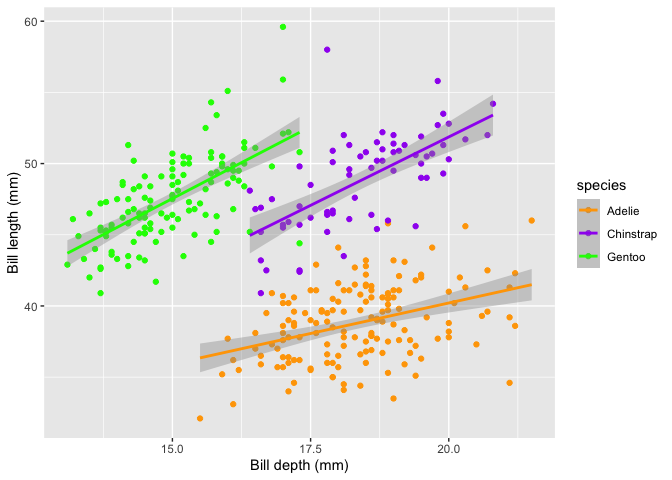 60
50
40
Bill length (mm)
15.0
17.5
20.0
Bill depth (mm)
species
Adelie
Chinstrap
Gentoo